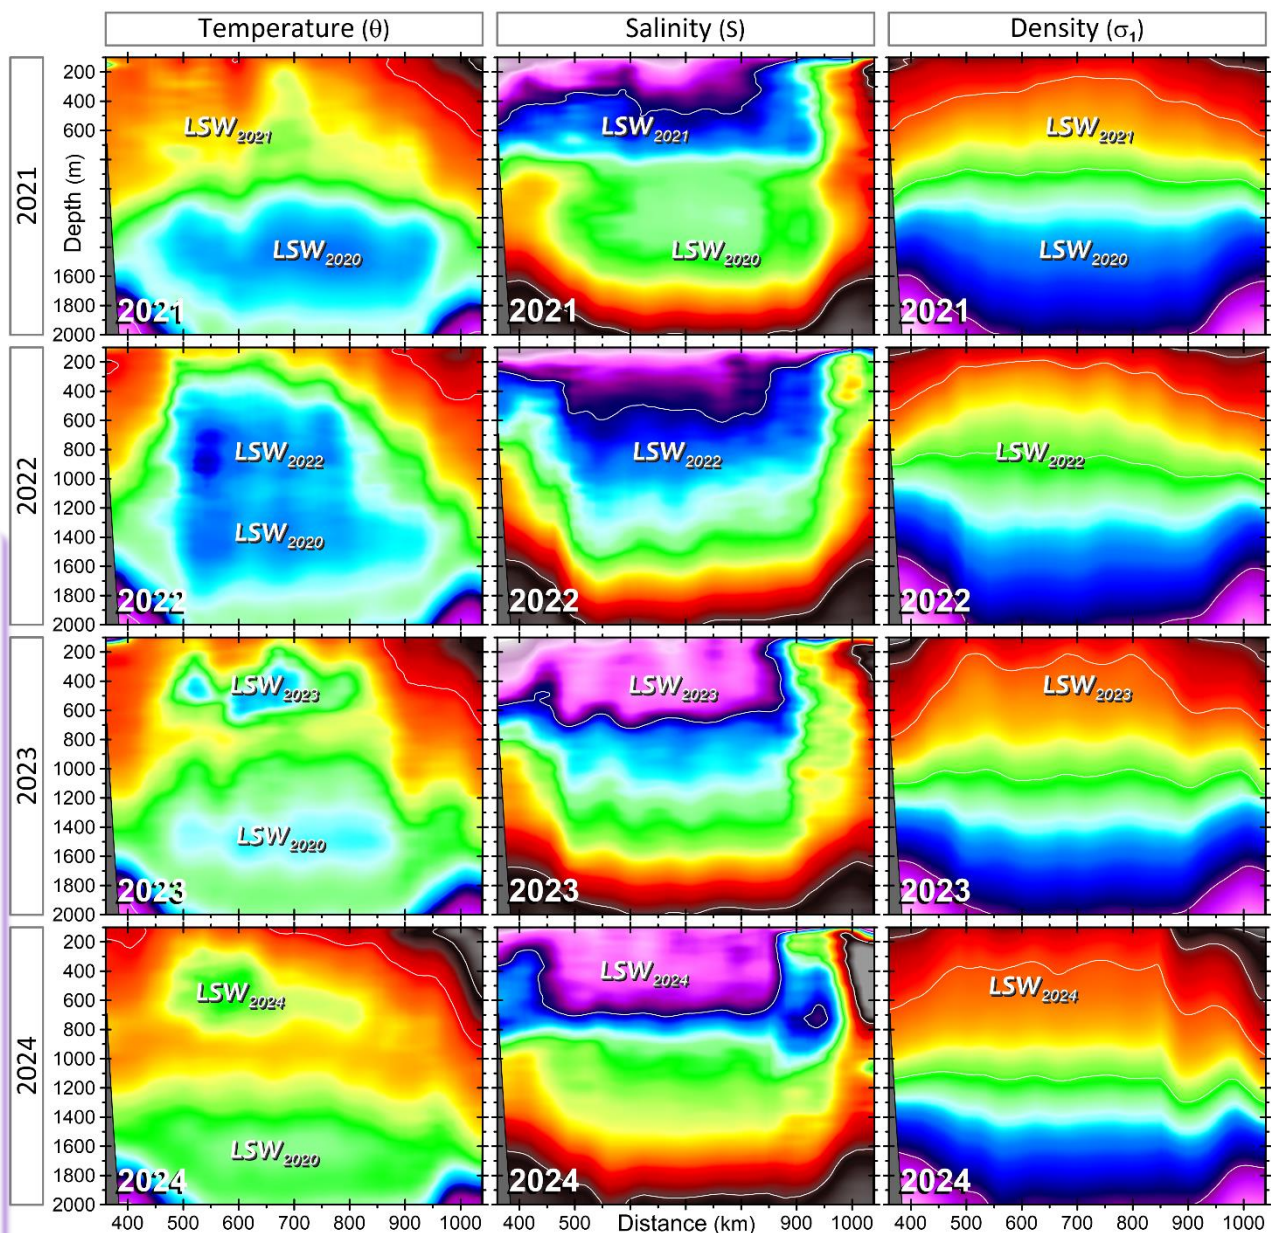 Temperature (θ)
Salinity (S)
Density (σ₁)
2021
Depth (m)
200
400
600
1600
1800
2000
LSW2021
LSW2020
2021
LSW2021
LSW2020
2021
LSW2021
LSW2020
2021
2022
200
400
600
800
1000
1200
1400
1600
1800
2000
LSW2022
LSW2020
2022
LSW2022
2022
LSW2022
2022
2023
200
400
600
800
1000
1200
1400
1600
1800
2000
LSW2023
LSW2020
2023
LSW2023
2023
LSW2023
2023
2024
200
400
600
800
1000
1200
1400
1600
1800
2000
LSW2024
LSW2020
2024
LSW2024
2024
LSW2024
2024
400 500 600 700 800 900 1000
400 500 Distance (km) 900 1000
400 500 600 700 800 900 1000